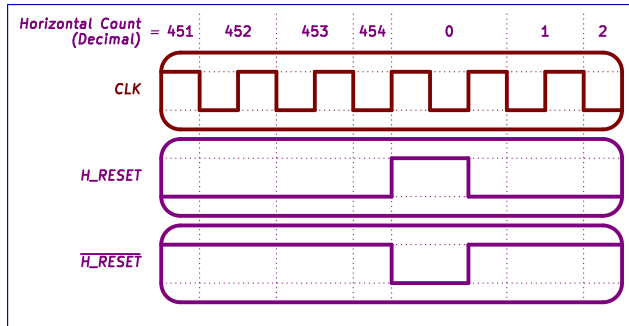 Horizontal Count
(Decimal) = 451 452 453 454 0 1 2
CLK
H_RESET
H_RESET